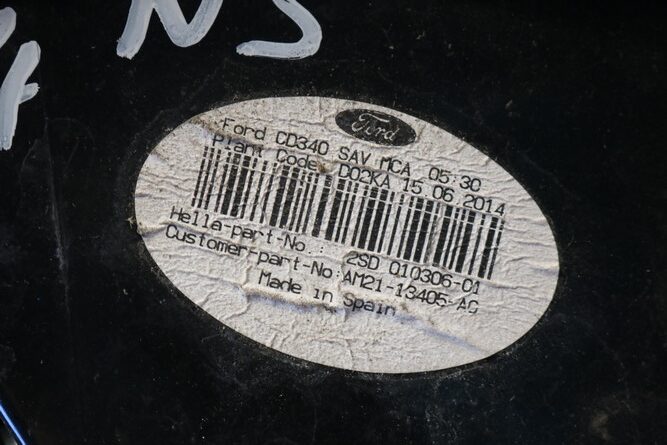 NS
Ford
Ford CD340 SAV MCA 05:30
Plant Code: D02KA 15 06 2014
Hella-part-No.: 2SD 010306-01
Customer-part-No:AM21-13405-AG
Made in Spain